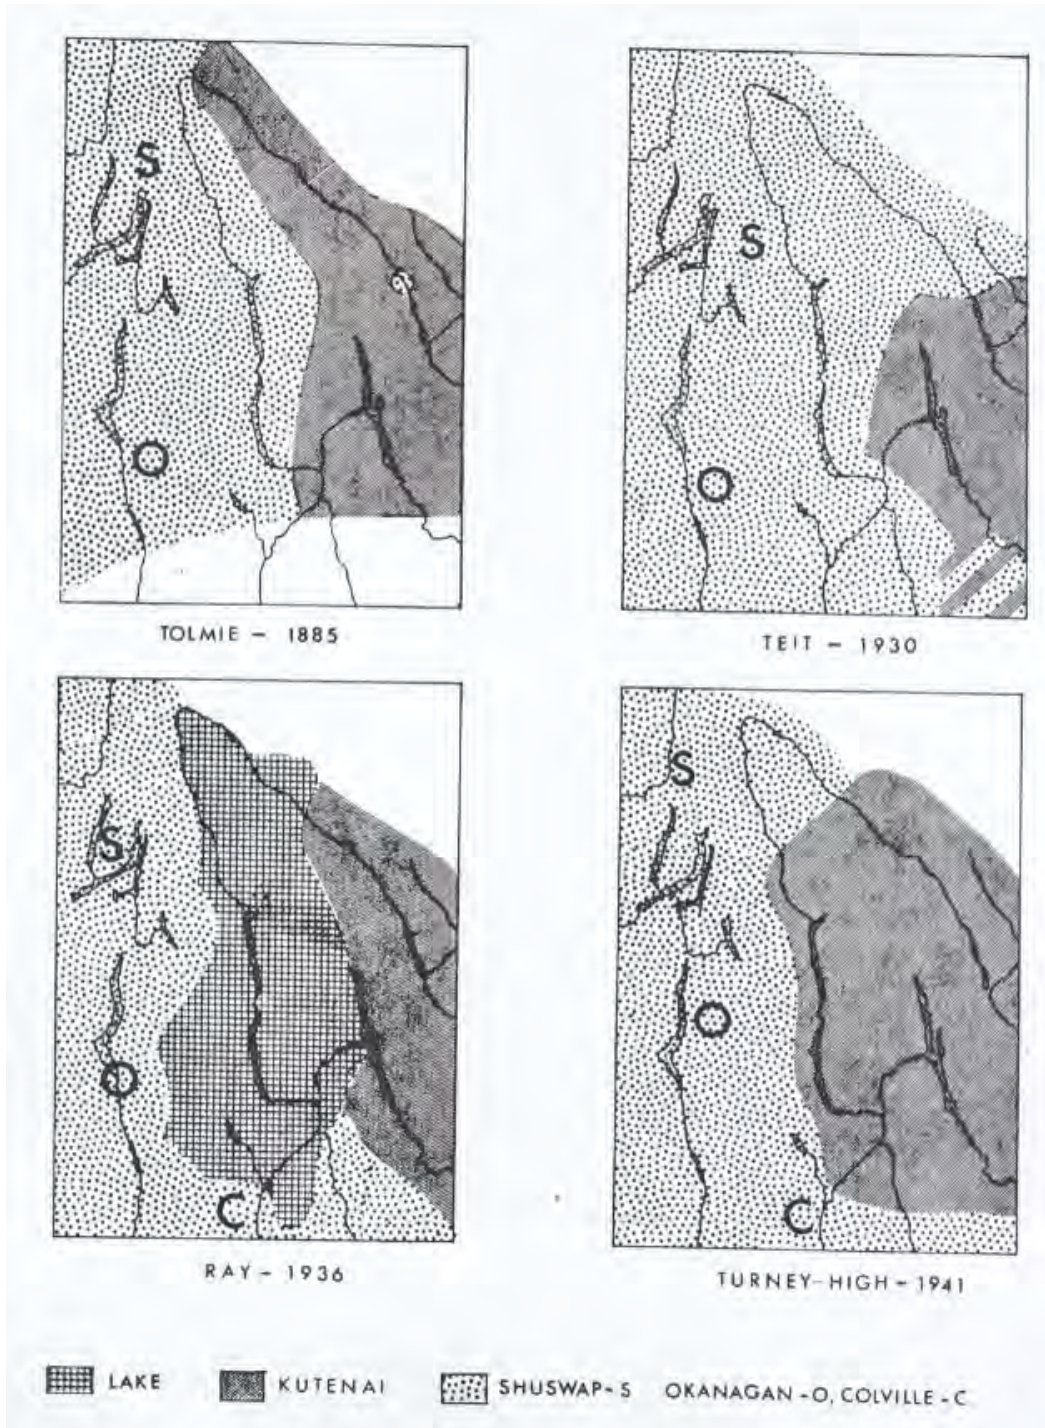 S
O
TOLMIE - 1885
S
O
TEIT - 1930
S
O
C
RAY - 1936
S
O
C
TURNEY-HIGH - 1941
LAKE KUTENAI SHUSWAP-S OKANAGAN-O, COLVILLE-C